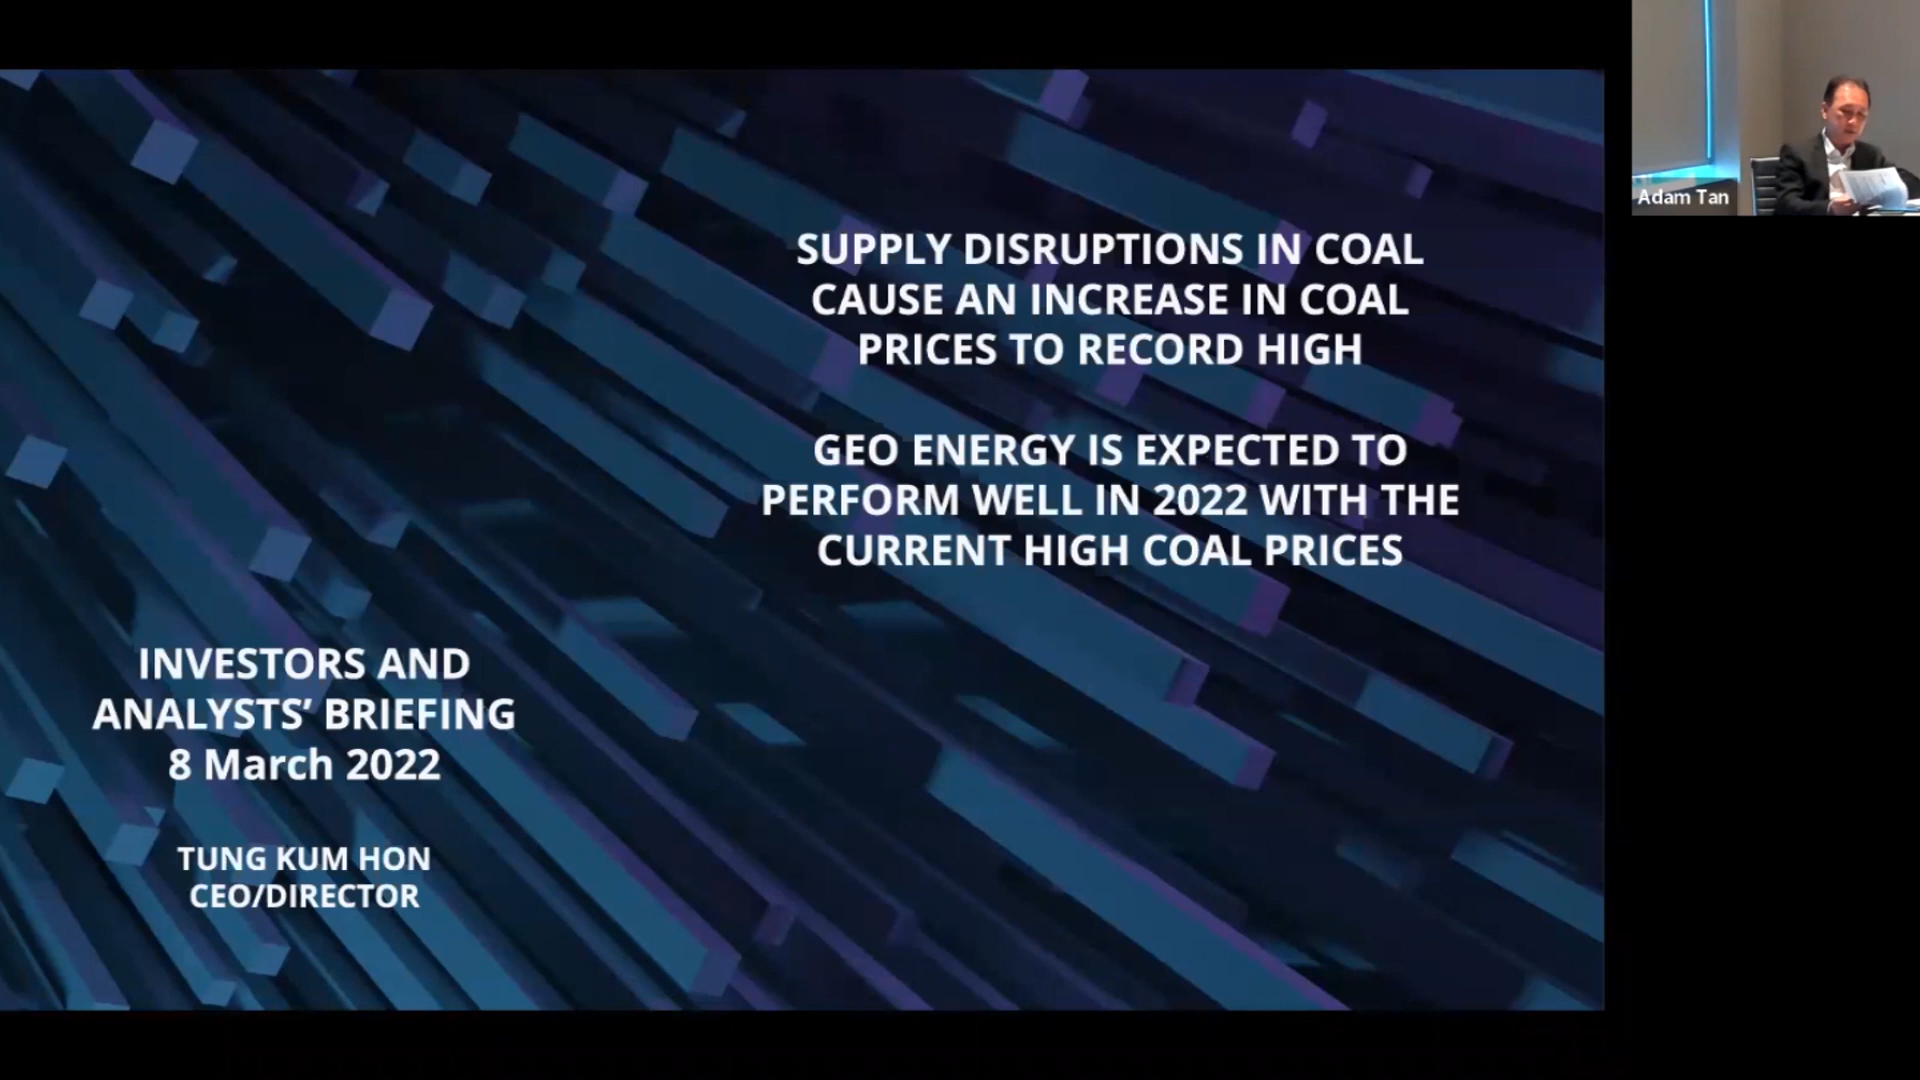 SUPPLY DISRUPTIONS IN COAL
CAUSE AN INCREASE IN COAL
PRICES TO RECORD HIGH
GEO ENERGY IS EXPECTED TO
PERFORM WELL IN 2022 WITH THE
CURRENT HIGH COAL PRICES
INVESTORS AND
ANALYSTS’ BRIEFING
8 March 2022
TUNG KUM HON
CEO/DIRECTOR
Adam Tan